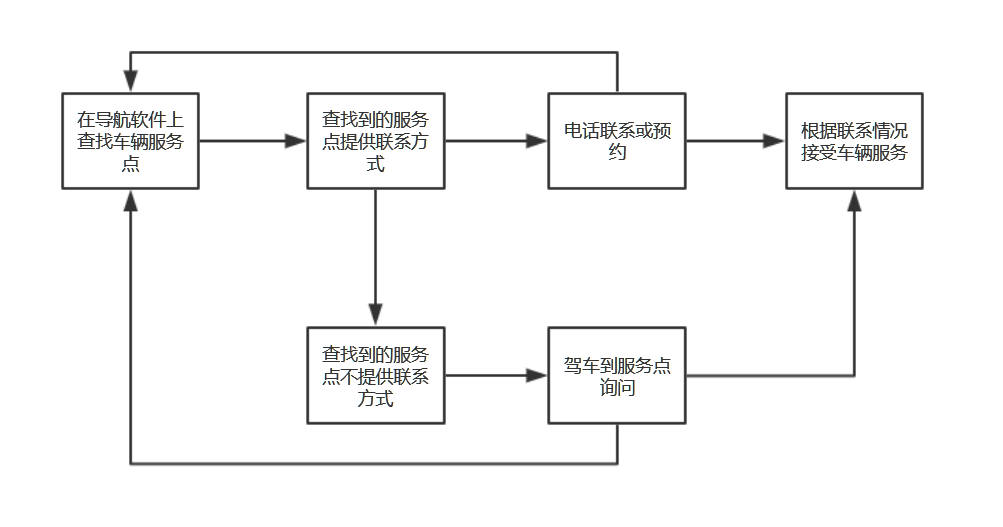 在导航软件上
查找车辆服务
点
查找到的服务
点提供联系方
式
电话联系或预
约
根据联系情况
接受车辆服务
查找到的服务
点不提供联系
方式
驾车到服务点
询问